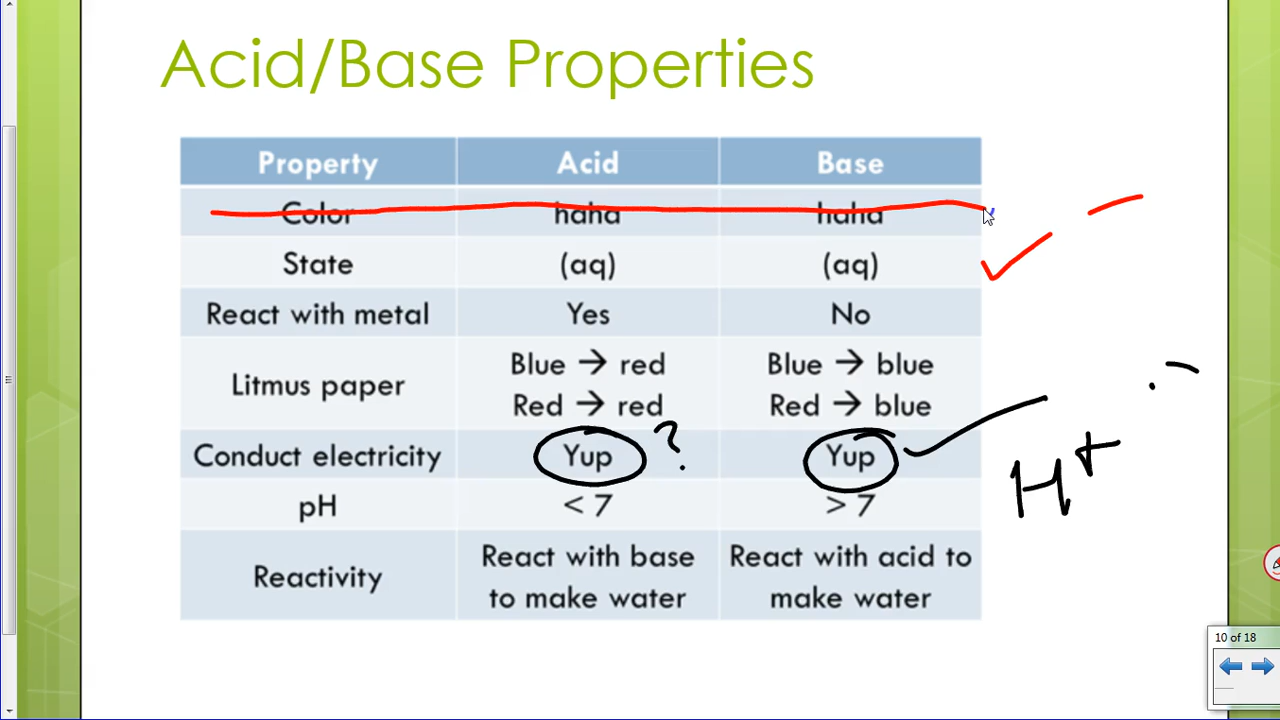 Acid/Base Properties
Property Acid Base
Color haha haha
State (aq) (aq)
React with metal Yes No
Litmus paper Blue → red Blue → blue
Red → red Red → blue
Conduct electricity Yup ? Yup
H+
pH < 7 > 7
Reactivity React with base React with acid to
to make water make water
10 of 18